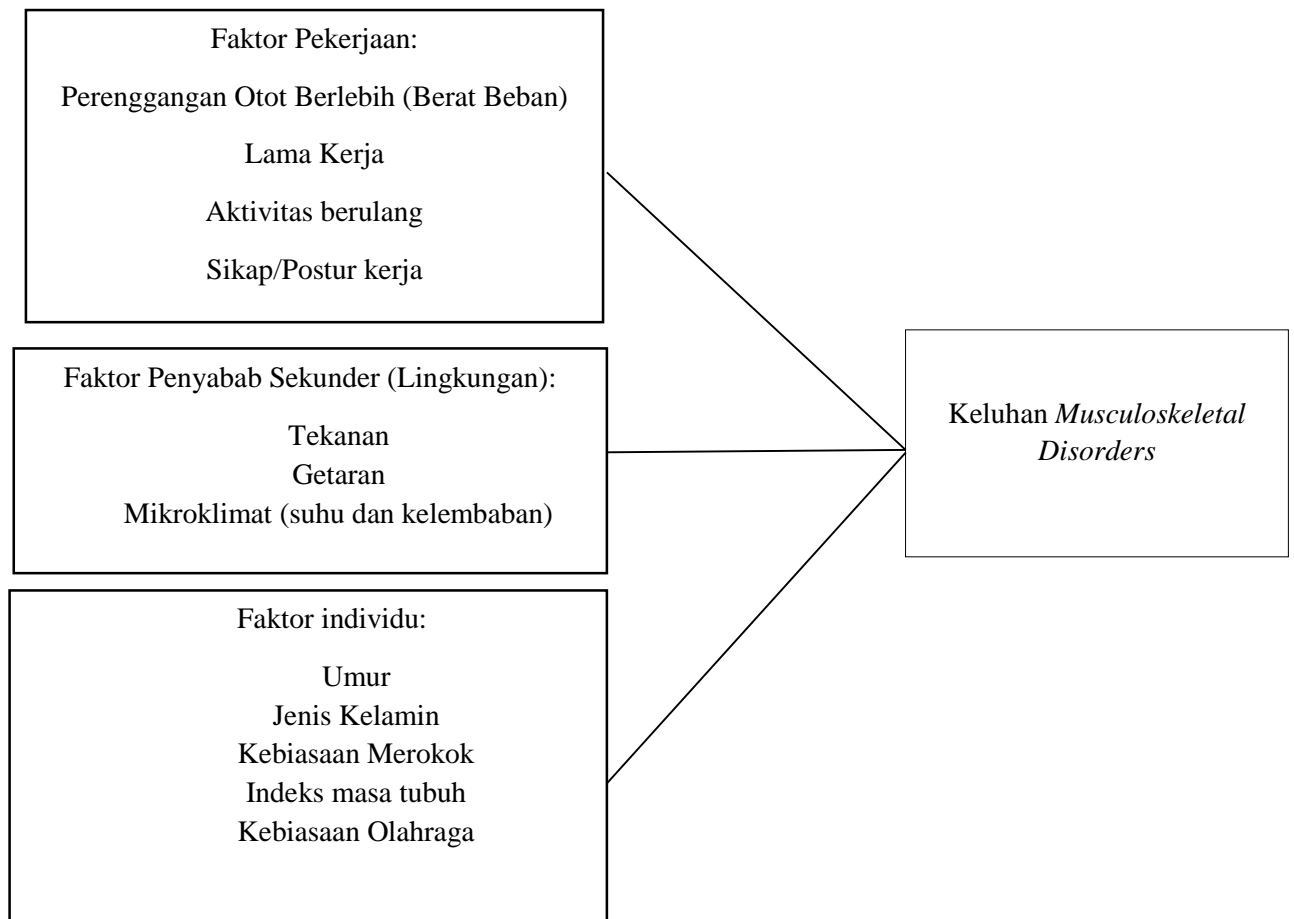 Faktor Pekerjaan:
Perenggangan Otot Berlebih (Berat Beban)
Lama Kerja
Aktivitas berulang
Sikap/Postur kerja
Faktor Penyabab Sekunder (Lingkungan):
Tekanan
Getaran
Mikroklimat (suhu dan kelembaban)
Faktor individu:
Umur
Jenis Kelamin
Kebiasaan Merokok
Indeks masa tubuh
Kebiasaan Olahraga
Keluhan Musculoskeletal
Disorders